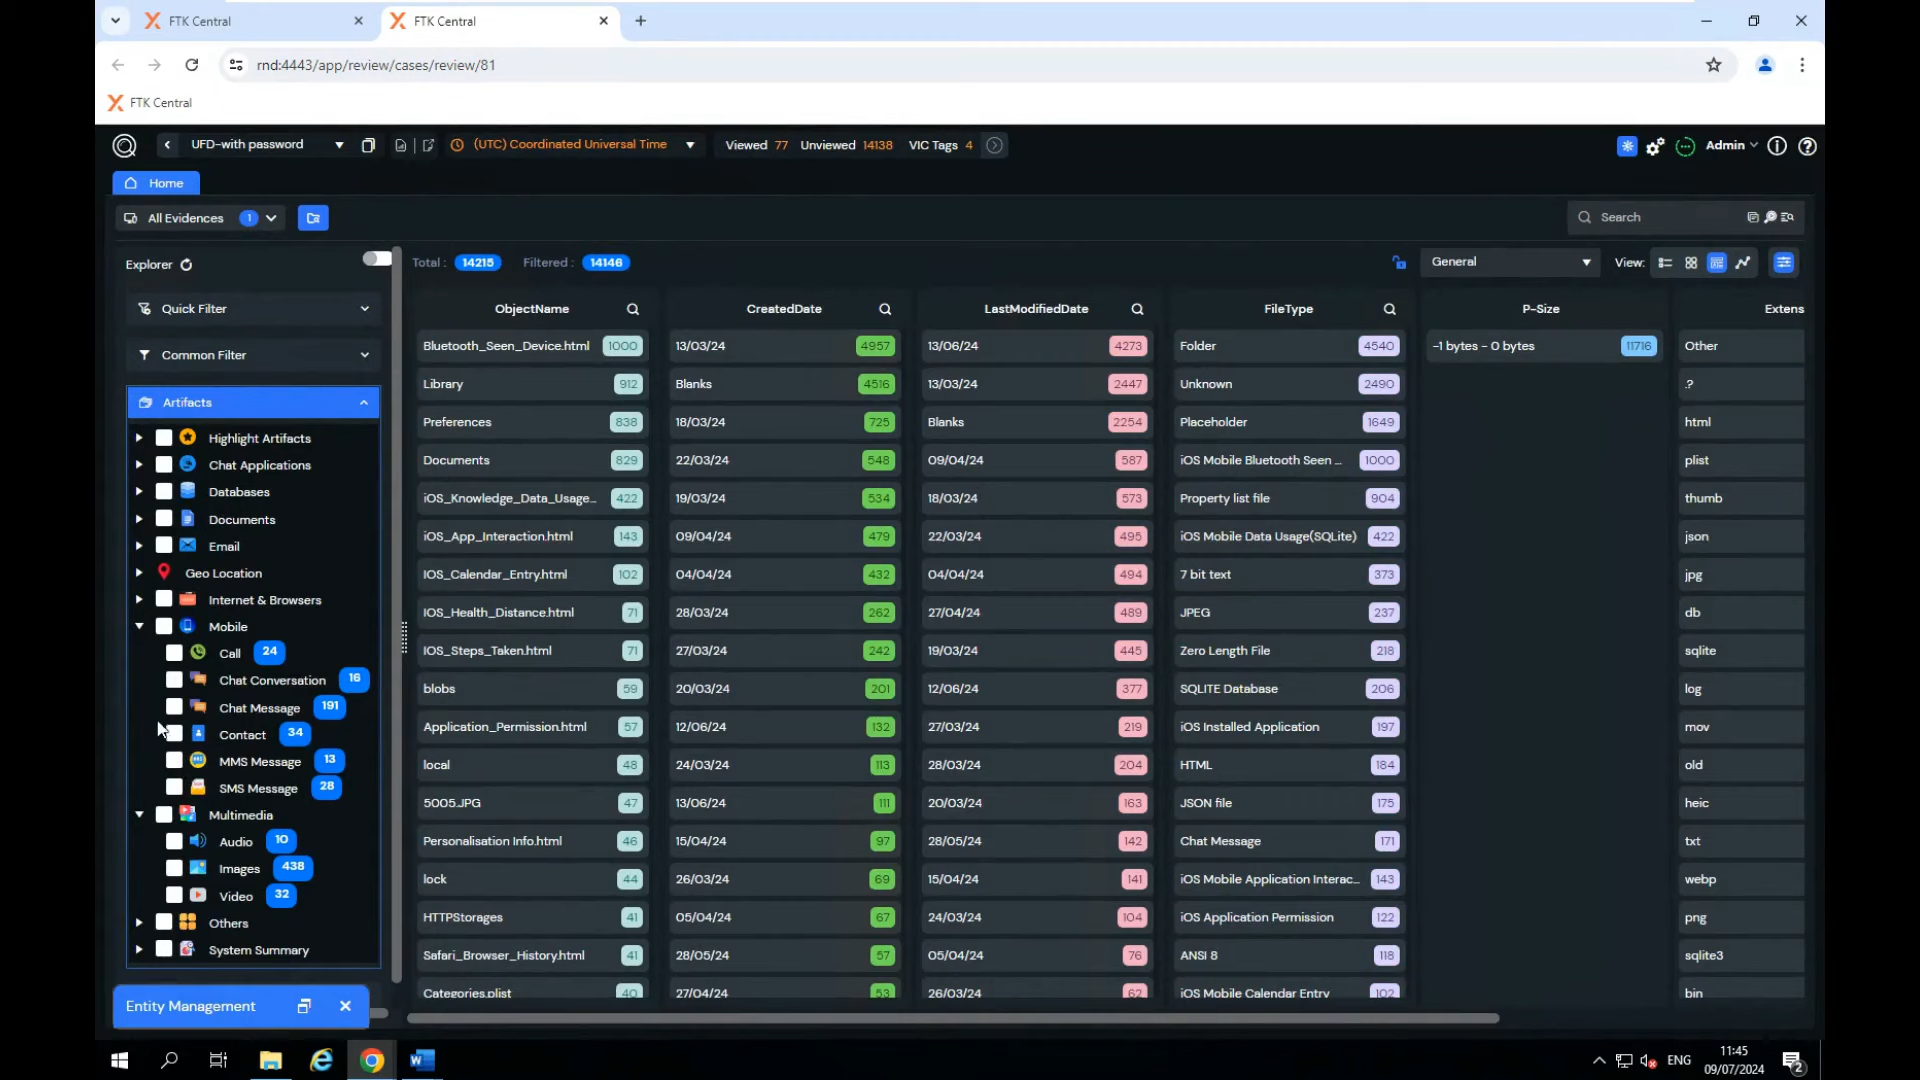 FTK Central
FTK Central
rnd:4443/app/review/cases/review/81
FTK Central
UFD-with password
(UTC) Coordinated Universal Time
Viewed 77 Unviewed 14138 VIC Tags 4
Admin
Home
All Evidences 1
Search
Explorer
Total : 14215 Filtered : 14146
General
View:
Quick Filter
Common Filter
Artifacts
Highlight Artifacts
Chat Applications
Databases
Documents
Email
Geo Location
Internet & Browsers
Mobile
Call 24
Chat Conversation 16
Chat Message 191
Contact 34
MMS Message 13
SMS Message 28
Multimedia
Audio 10
Images 438
Video 32
Others
System Summary
Entity Management
ObjectName
Bluetooth_Seen_Device.html 1000
Library 912
Preferences 838
Documents 829
iOS_Knowledge_Data_Usage... 422
iOS_App_Interaction.html 143
IOS_Calendar_Entry.html 102
IOS_Health_Distance.html 71
IOS_Steps_Taken.html 71
blobs 59
Application_Permission.html 57
local 48
5005.JPG 47
Personalisation Info.html 46
lock 44
HTTPStorages 41
Safari_Browser_History.html 41
Categories.plist 40
CreatedDate
13/03/24 4957
Blanks 4516
18/03/24 725
22/03/24 548
19/03/24 534
09/04/24 479
04/04/24 432
28/03/24 262
27/03/24 242
20/03/24 201
12/06/24 132
24/03/24 113
13/06/24 111
15/04/24 97
26/03/24 69
05/04/24 67
28/05/24 57
27/04/24 53
LastModifiedDate
13/06/24 4273
13/03/24 2447
Blanks 2254
09/04/24 587
18/03/24 573
22/03/24 495
04/04/24 494
27/04/24 489
19/03/24 445
12/06/24 377
27/03/24 219
28/03/24 204
20/03/24 163
28/05/24 142
15/04/24 141
24/03/24 104
05/04/24 76
26/03/24 62
FileType
Folder 4540
Unknown 2490
Placeholder 1649
iOS Mobile Bluetooth Seen ... 1000
Property list file 904
iOS Mobile Data Usage(SQLite) 422
7 bit text 373
JPEG 237
Zero Length File 218
SQLITE Database 206
iOS Installed Application 197
HTML 184
JSON file 175
Chat Message 171
iOS Mobile Application Interac... 143
iOS Application Permission 122
ANSI 8 118
iOS Mobile Calendar Entry 102
P-Size
-1 bytes - 0 bytes 11716
Extens
Other
.?
html
plist
thumb
json
jpg
db
sqlite
log
mov
old
heic
txt
webp
png
sqlite3
bin
ENG
11:45
09/07/2024
2